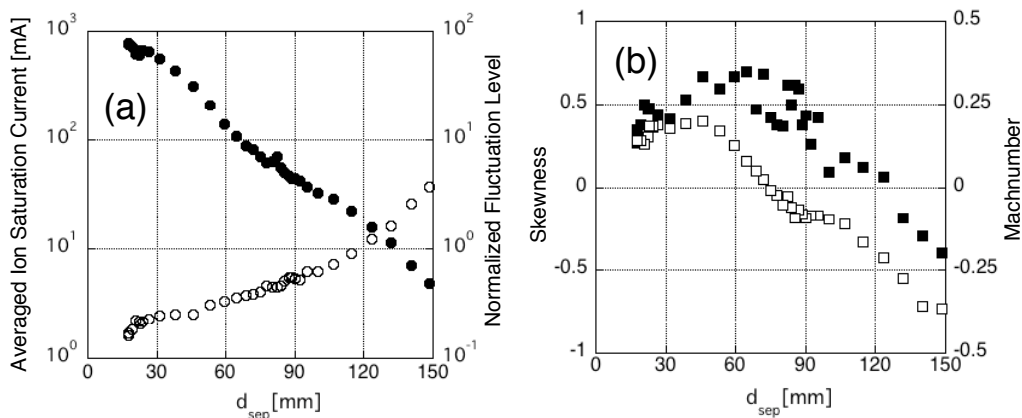 (a)
Averaged Ion Saturation Current [mA]
10³
10²
10¹
10⁰
Normalized Fluctuation Level
10²
10¹
10⁰
10⁻¹
0 30 60 90 120 150
d_sep [mm]
(b)
Skewness
1
0.5
0
-0.5
-1
Machnumber
0.5
0.25
0
-0.25
-0.5
0 30 60 90 120 150
d_sep [mm]